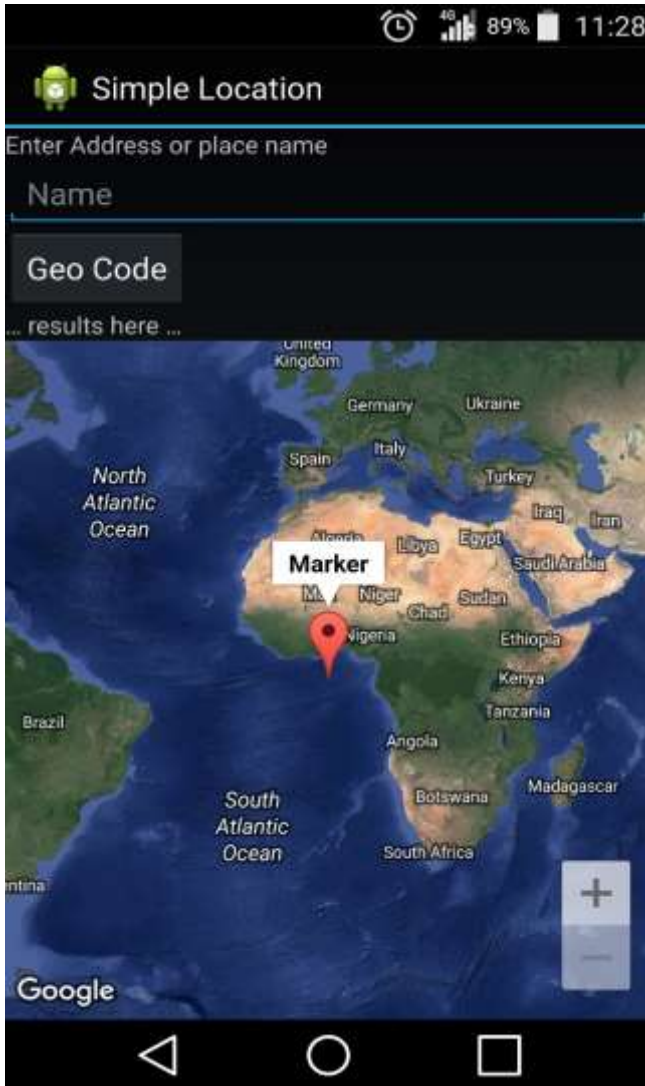 4G 89% 11:28
Simple Location
Enter Address or place name
Name
Geo Code
... results here ...
United
Kingdom
Germany
Ukraine
Italy
Spain
Turkey
North
Atlantic
Ocean
Iraq
Iran
Algeria
Libya
Egypt
Saudi Arabia
Marker
Niger
Chad
Sudan
Nigeria
Ethiopia
Kenya
Brazil
Tanzania
Angola
Madagascar
South
Atlantic
Ocean
Botswana
South Africa
entina
+
−
Google